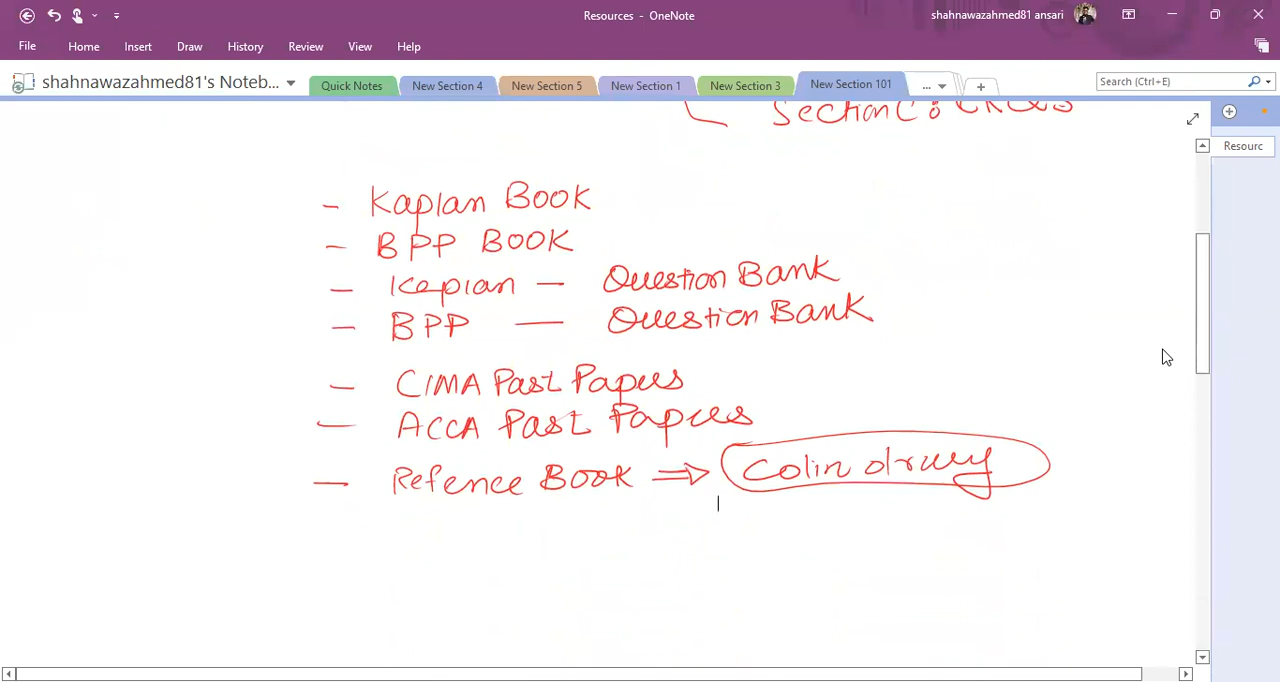 Resources - OneNote
shahnawazahmed81 ansari
File Home Insert Draw History Review View Help
shahnawazahmed81's Noteb...
Quick Notes New Section 4 New Section 5 New Section 1 New Section 3 New Section 101 ...
Search (Ctrl+E)
Resourc
Section C:
- Kaplan Book
- BPP BOOK
- Kaplan — Question Bank
- BPP — Question Bank
- CIMA Past Papers
- ACCA Past Papers
- Refence Book ⇒ Colin drury